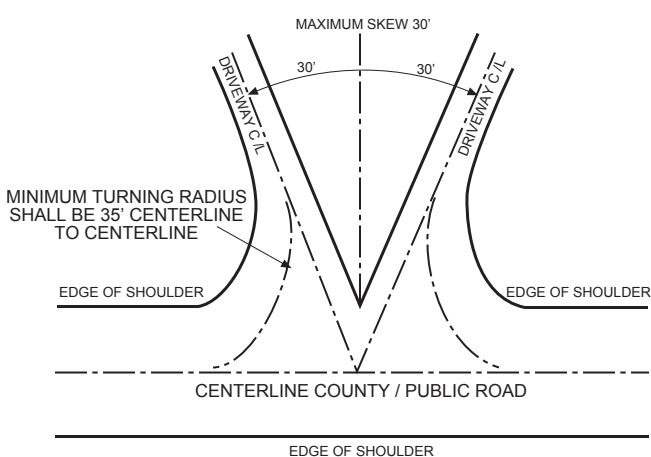 MAXIMUM SKEW 30'
30'
30'
DRIVEWAY C/L
DRIVEWAY C /L
MINIMUM TURNING RADIUS
SHALL BE 35' CENTERLINE
TO CENTERLINE
EDGE OF SHOULDER
EDGE OF SHOULDER
CENTERLINE COUNTY / PUBLIC ROAD
EDGE OF SHOULDER